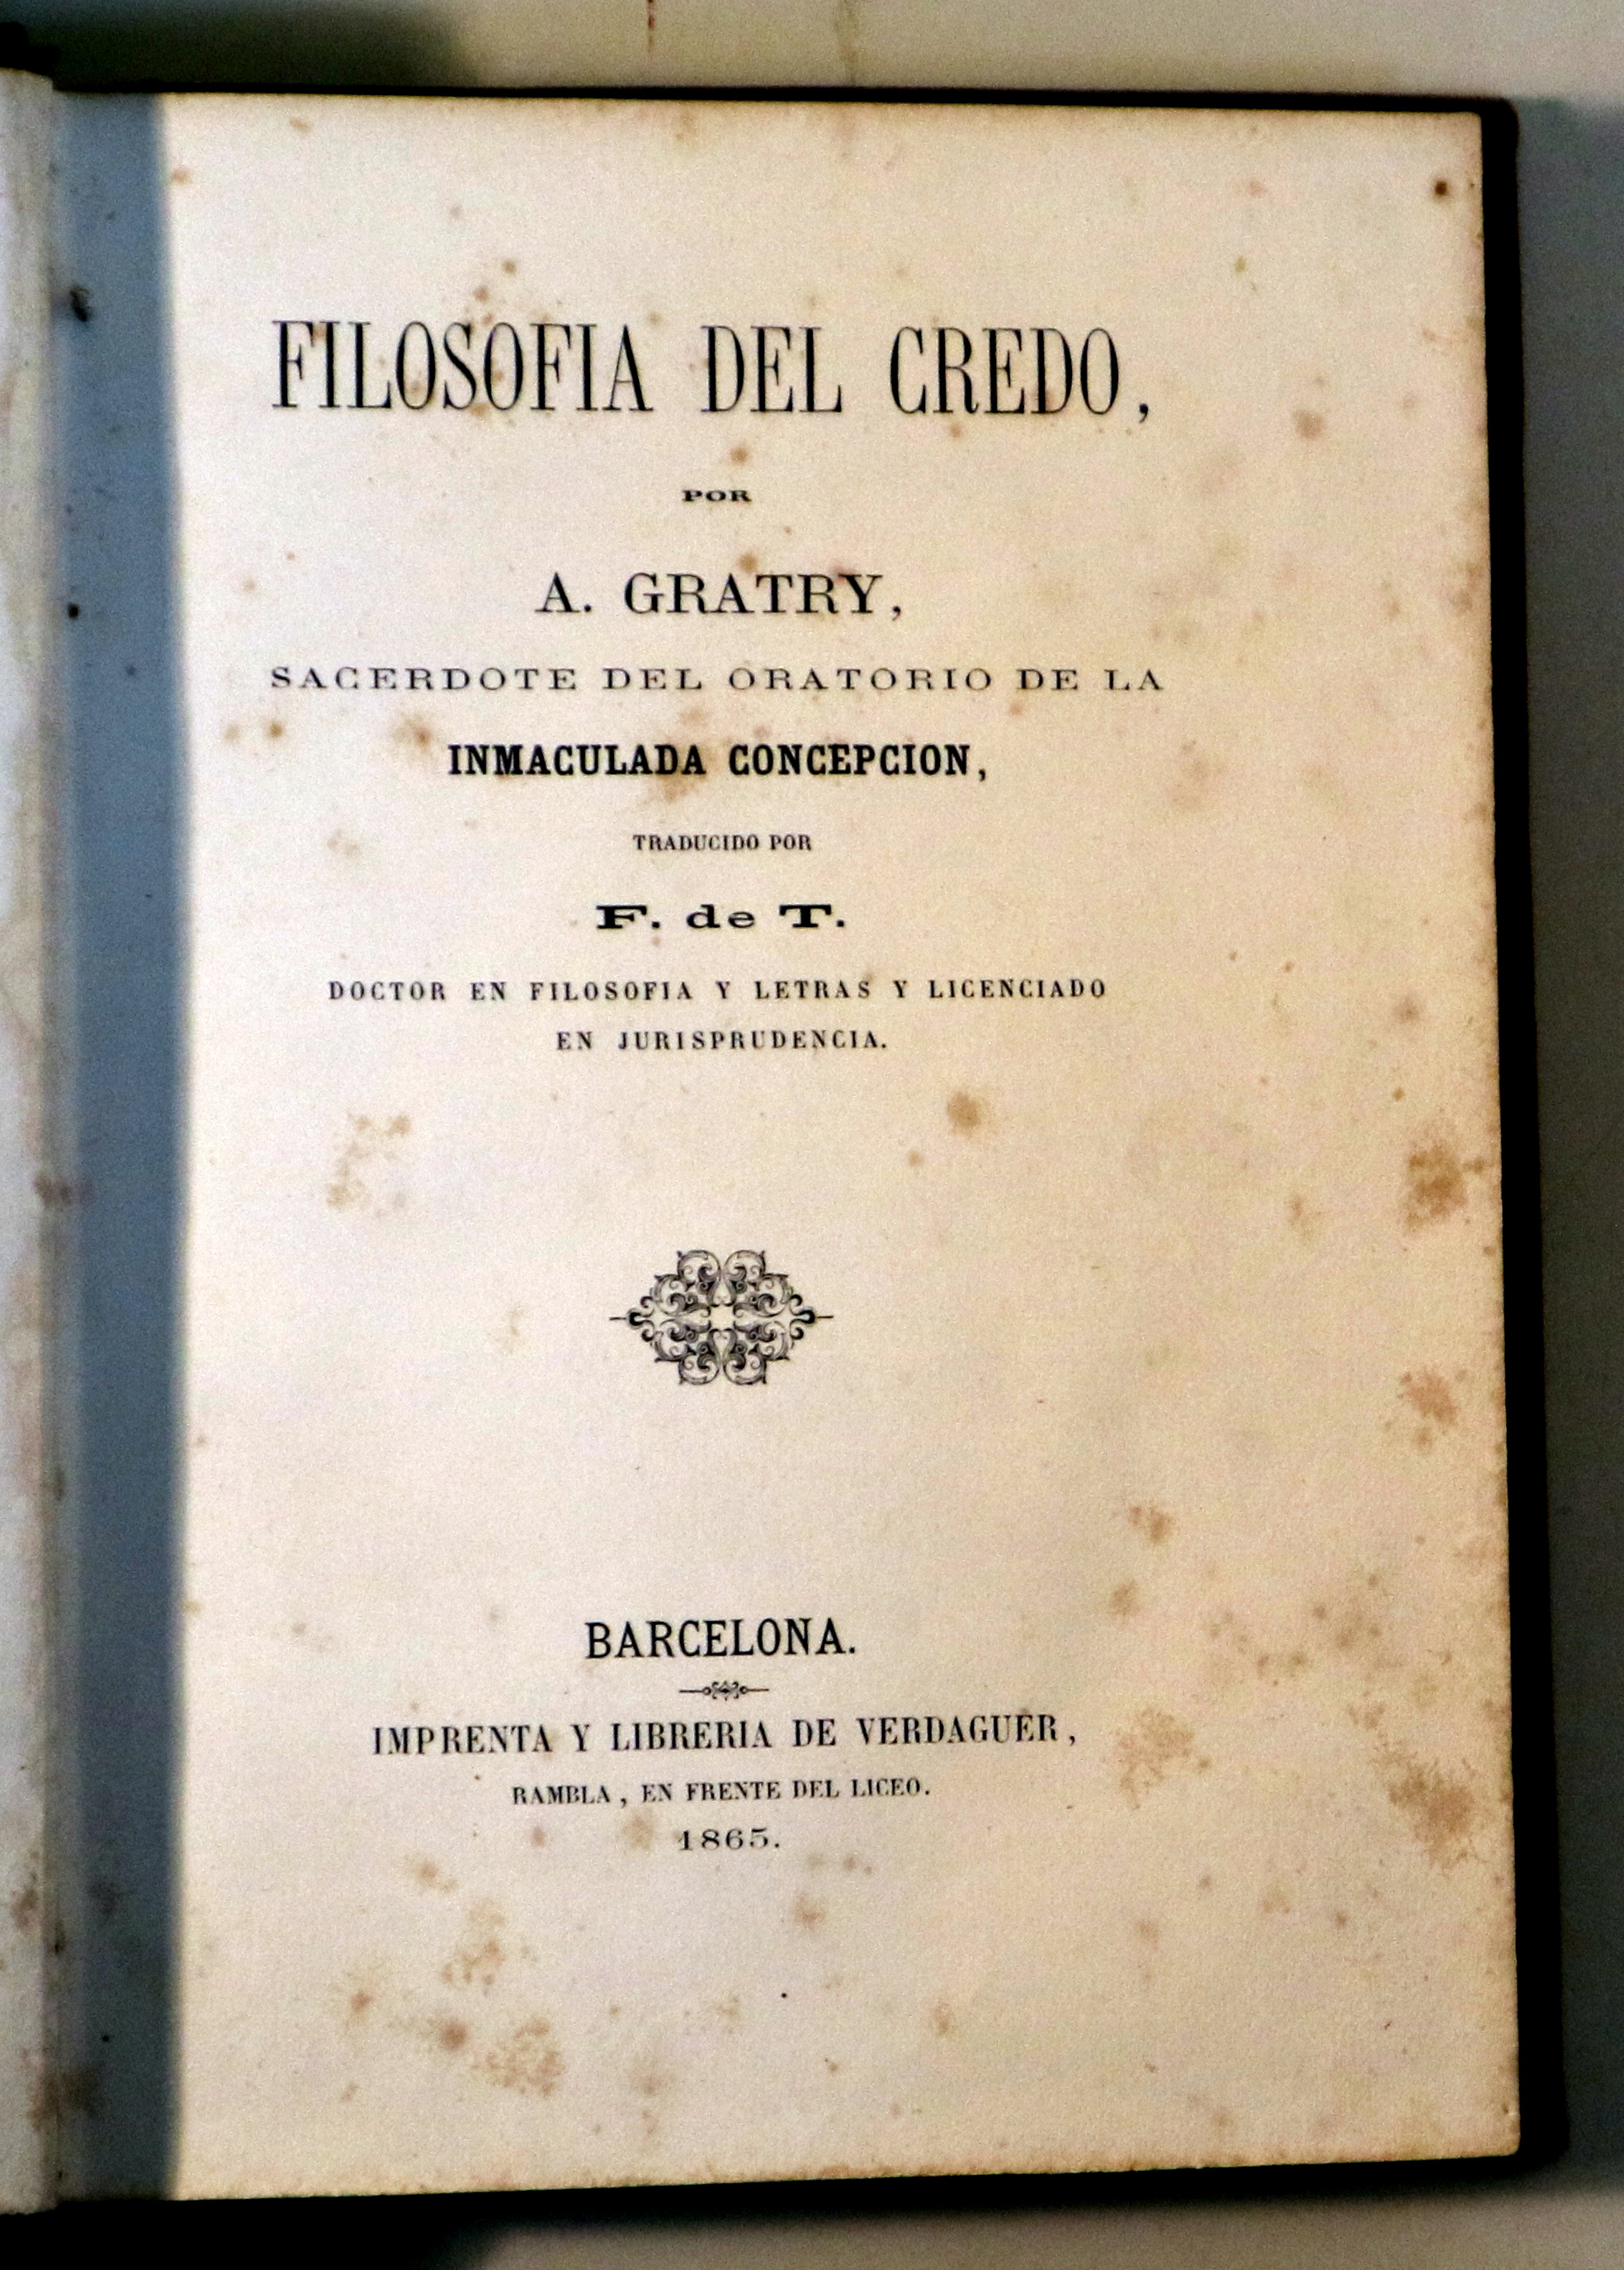 FILOSOFIA DEL CREDO,
POR
A. GRATRY,
SACERDOTE DEL ORATORIO DE LA
INMACULADA CONCEPCION,
TRADUCIDO POR
F. de T.
DOCTOR EN FILOSOFIA Y LETRAS Y LICENCIADO
EN JURISPRUDENCIA.
BARCELONA.
IMPRENTA Y LIBRERIA DE VERDAGUER,
RAMBLA, EN FRENTE DEL LICEO.
1865.